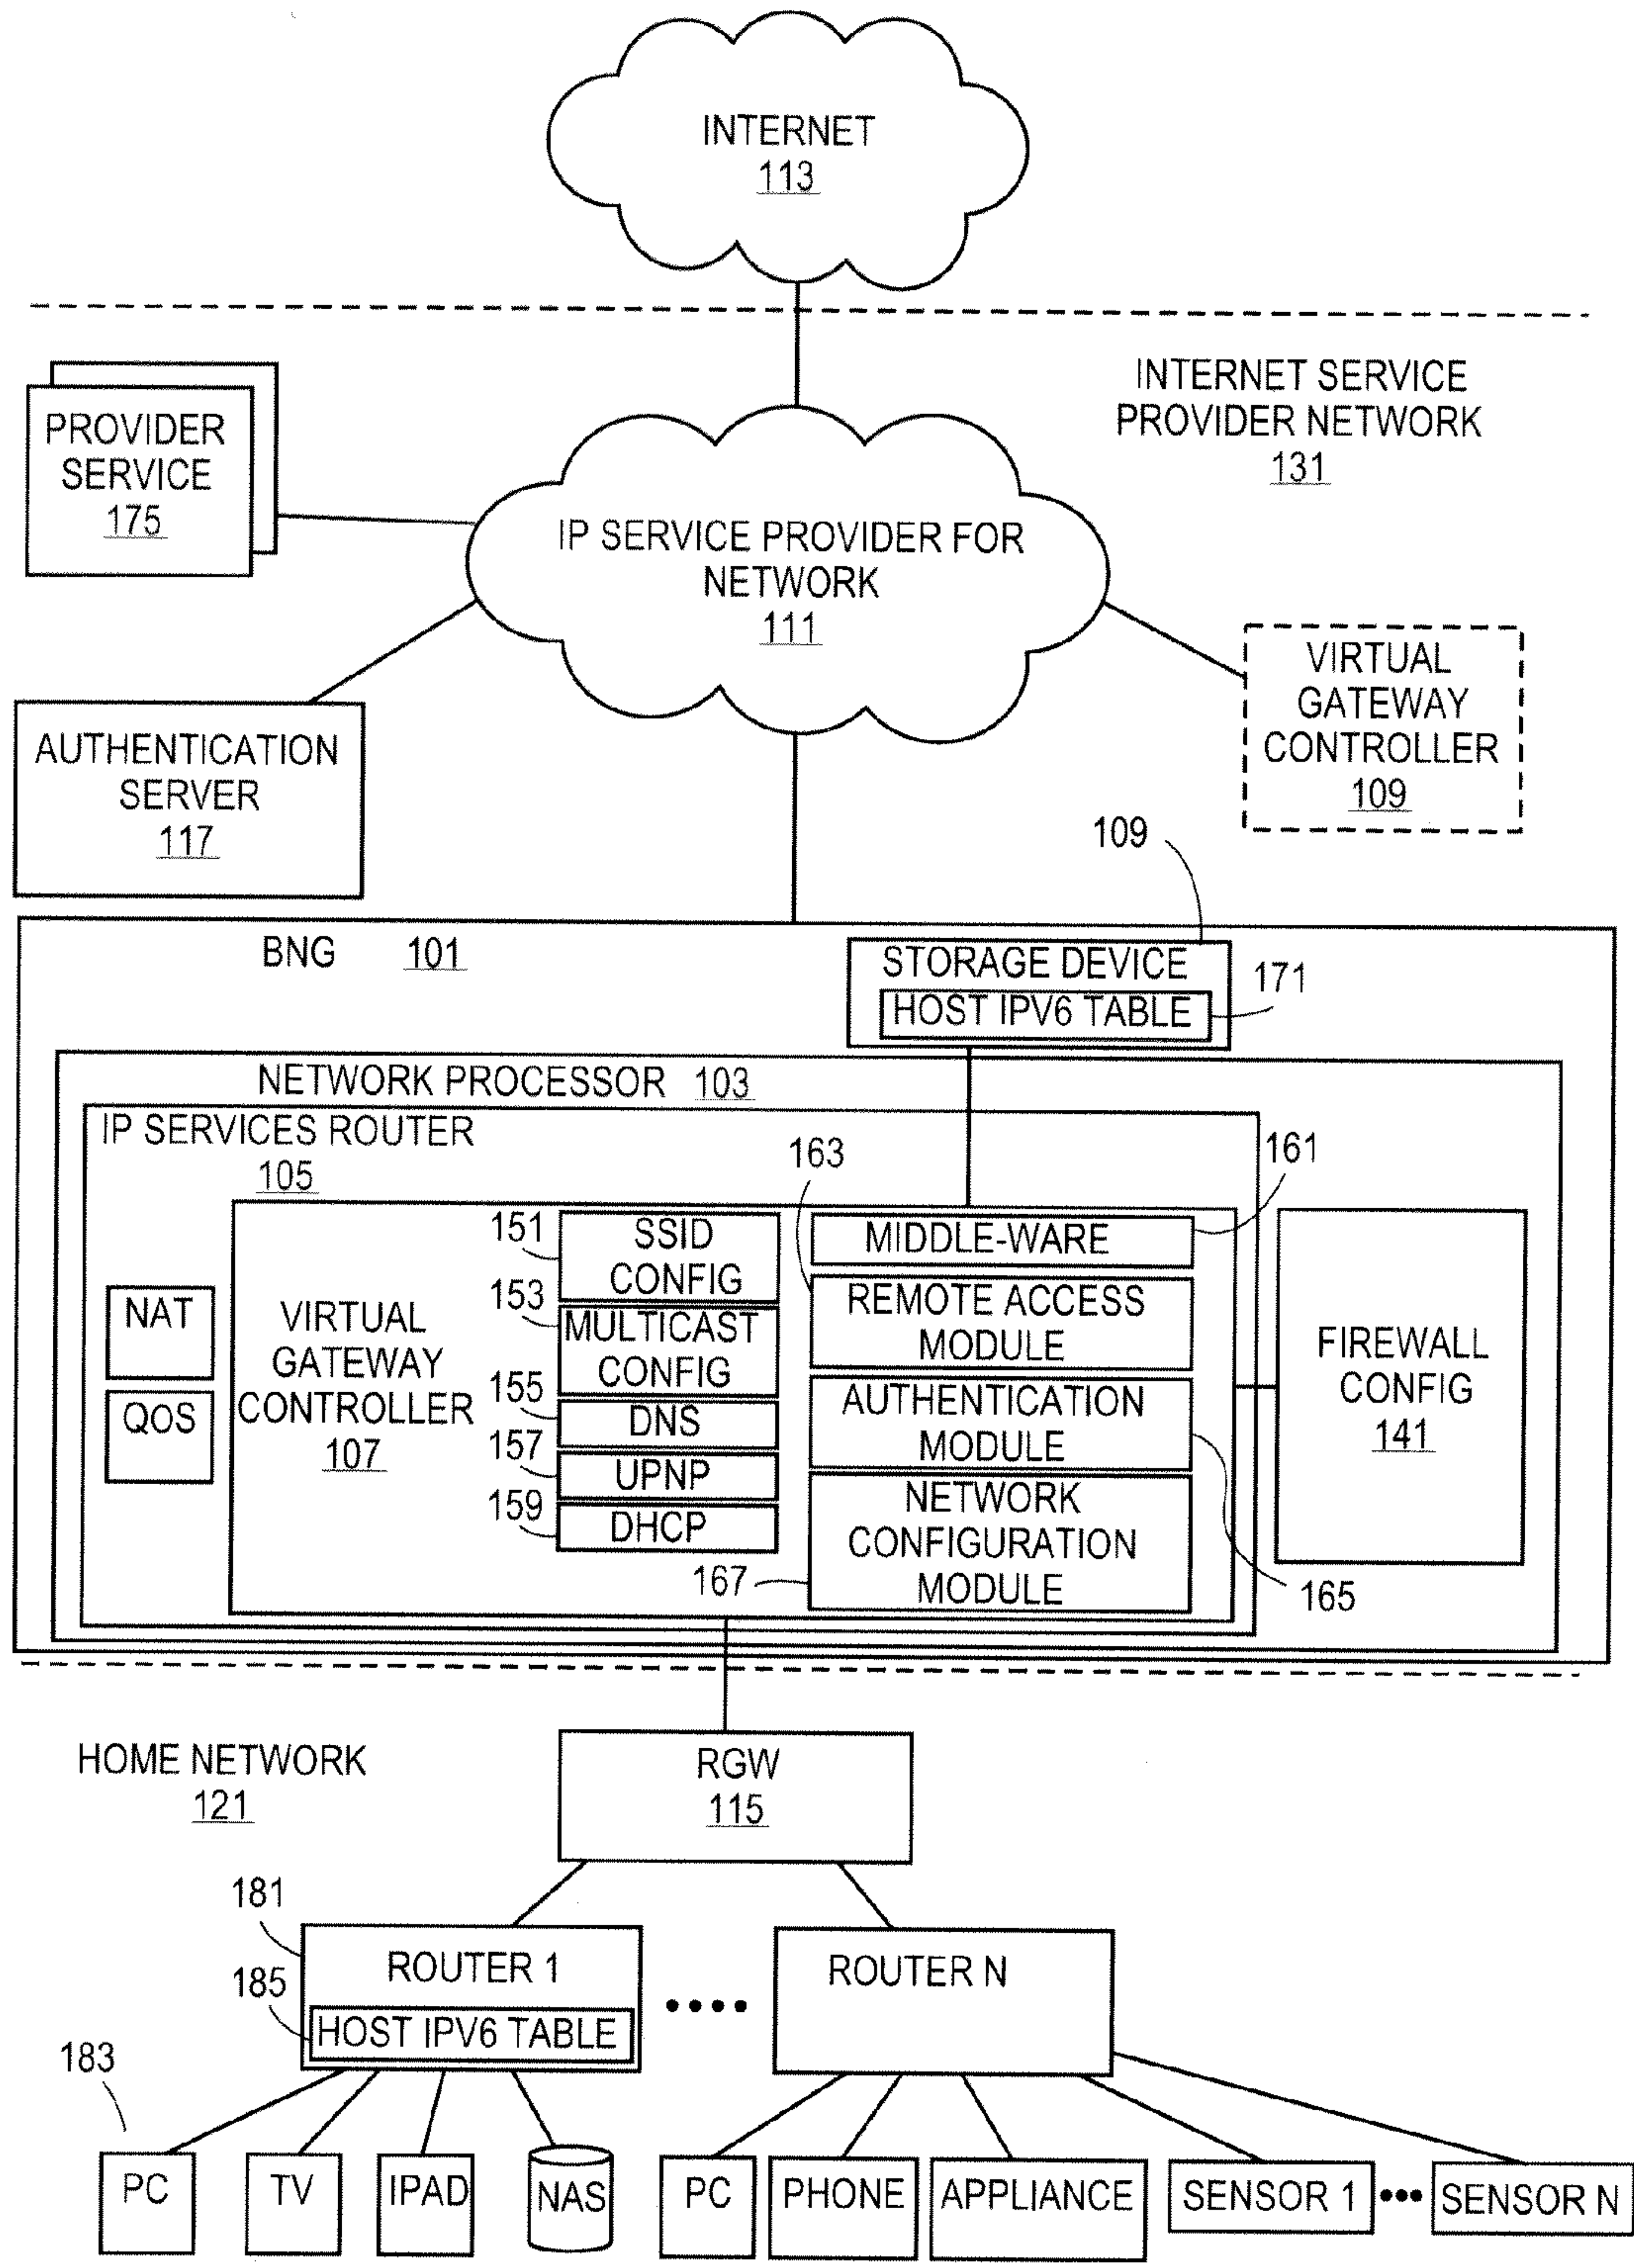 INTERNET
113
INTERNET SERVICE
PROVIDER NETWORK
131
PROVIDER
SERVICE
175
IP SERVICE PROVIDER FOR
NETWORK
111
VIRTUAL
GATEWAY
CONTROLLER
109
AUTHENTICATION
SERVER
117
109
BNG 101
STORAGE DEVICE
HOST IPV6 TABLE
171
NETWORK PROCESSOR 103
IP SERVICES ROUTER
105
163
161
151
SSID
CONFIG
MIDDLE-WARE
153
MULTICAST
CONFIG
REMOTE ACCESS
MODULE
NAT
QOS
VIRTUAL
GATEWAY
CONTROLLER
107
155
DNS
157
UPNP
159
DHCP
AUTHENTICATION
MODULE
NETWORK
CONFIGURATION
MODULE
167
165
FIREWALL
CONFIG
141
HOME NETWORK
121
RGW
115
181
ROUTER 1
185
HOST IPV6 TABLE
ROUTER N
183
PC
TV
IPAD
NAS
PC
PHONE
APPLIANCE
SENSOR 1
SENSOR N